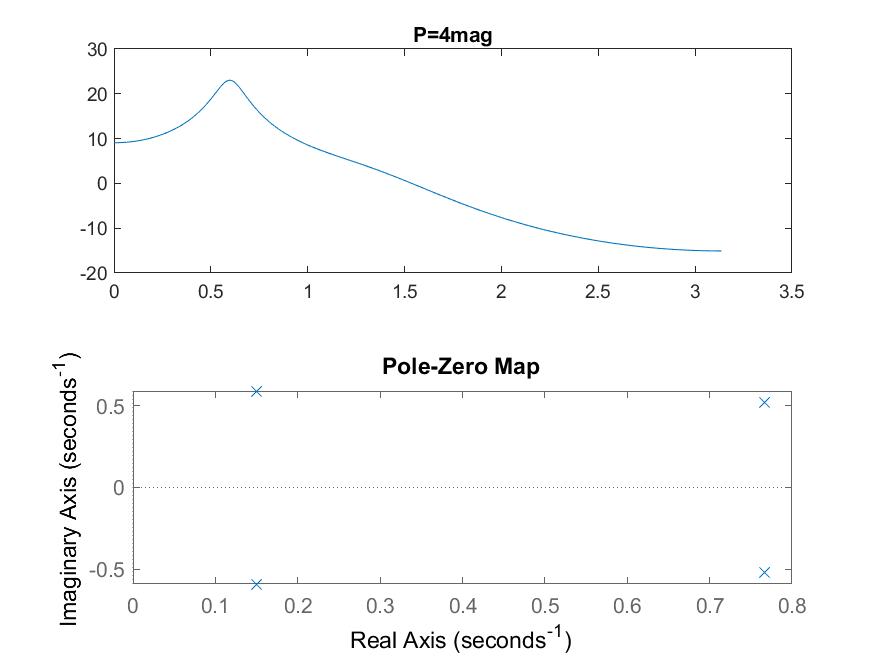 P=4mag
30
20
10
0
-10
-20
0 0.5 1 1.5 2 2.5 3 3.5
Pole-Zero Map
Imaginary Axis (seconds-1)
0.5
0
-0.5
0 0.1 0.2 0.3 0.4 0.5 0.6 0.7 0.8
Real Axis (seconds-1)